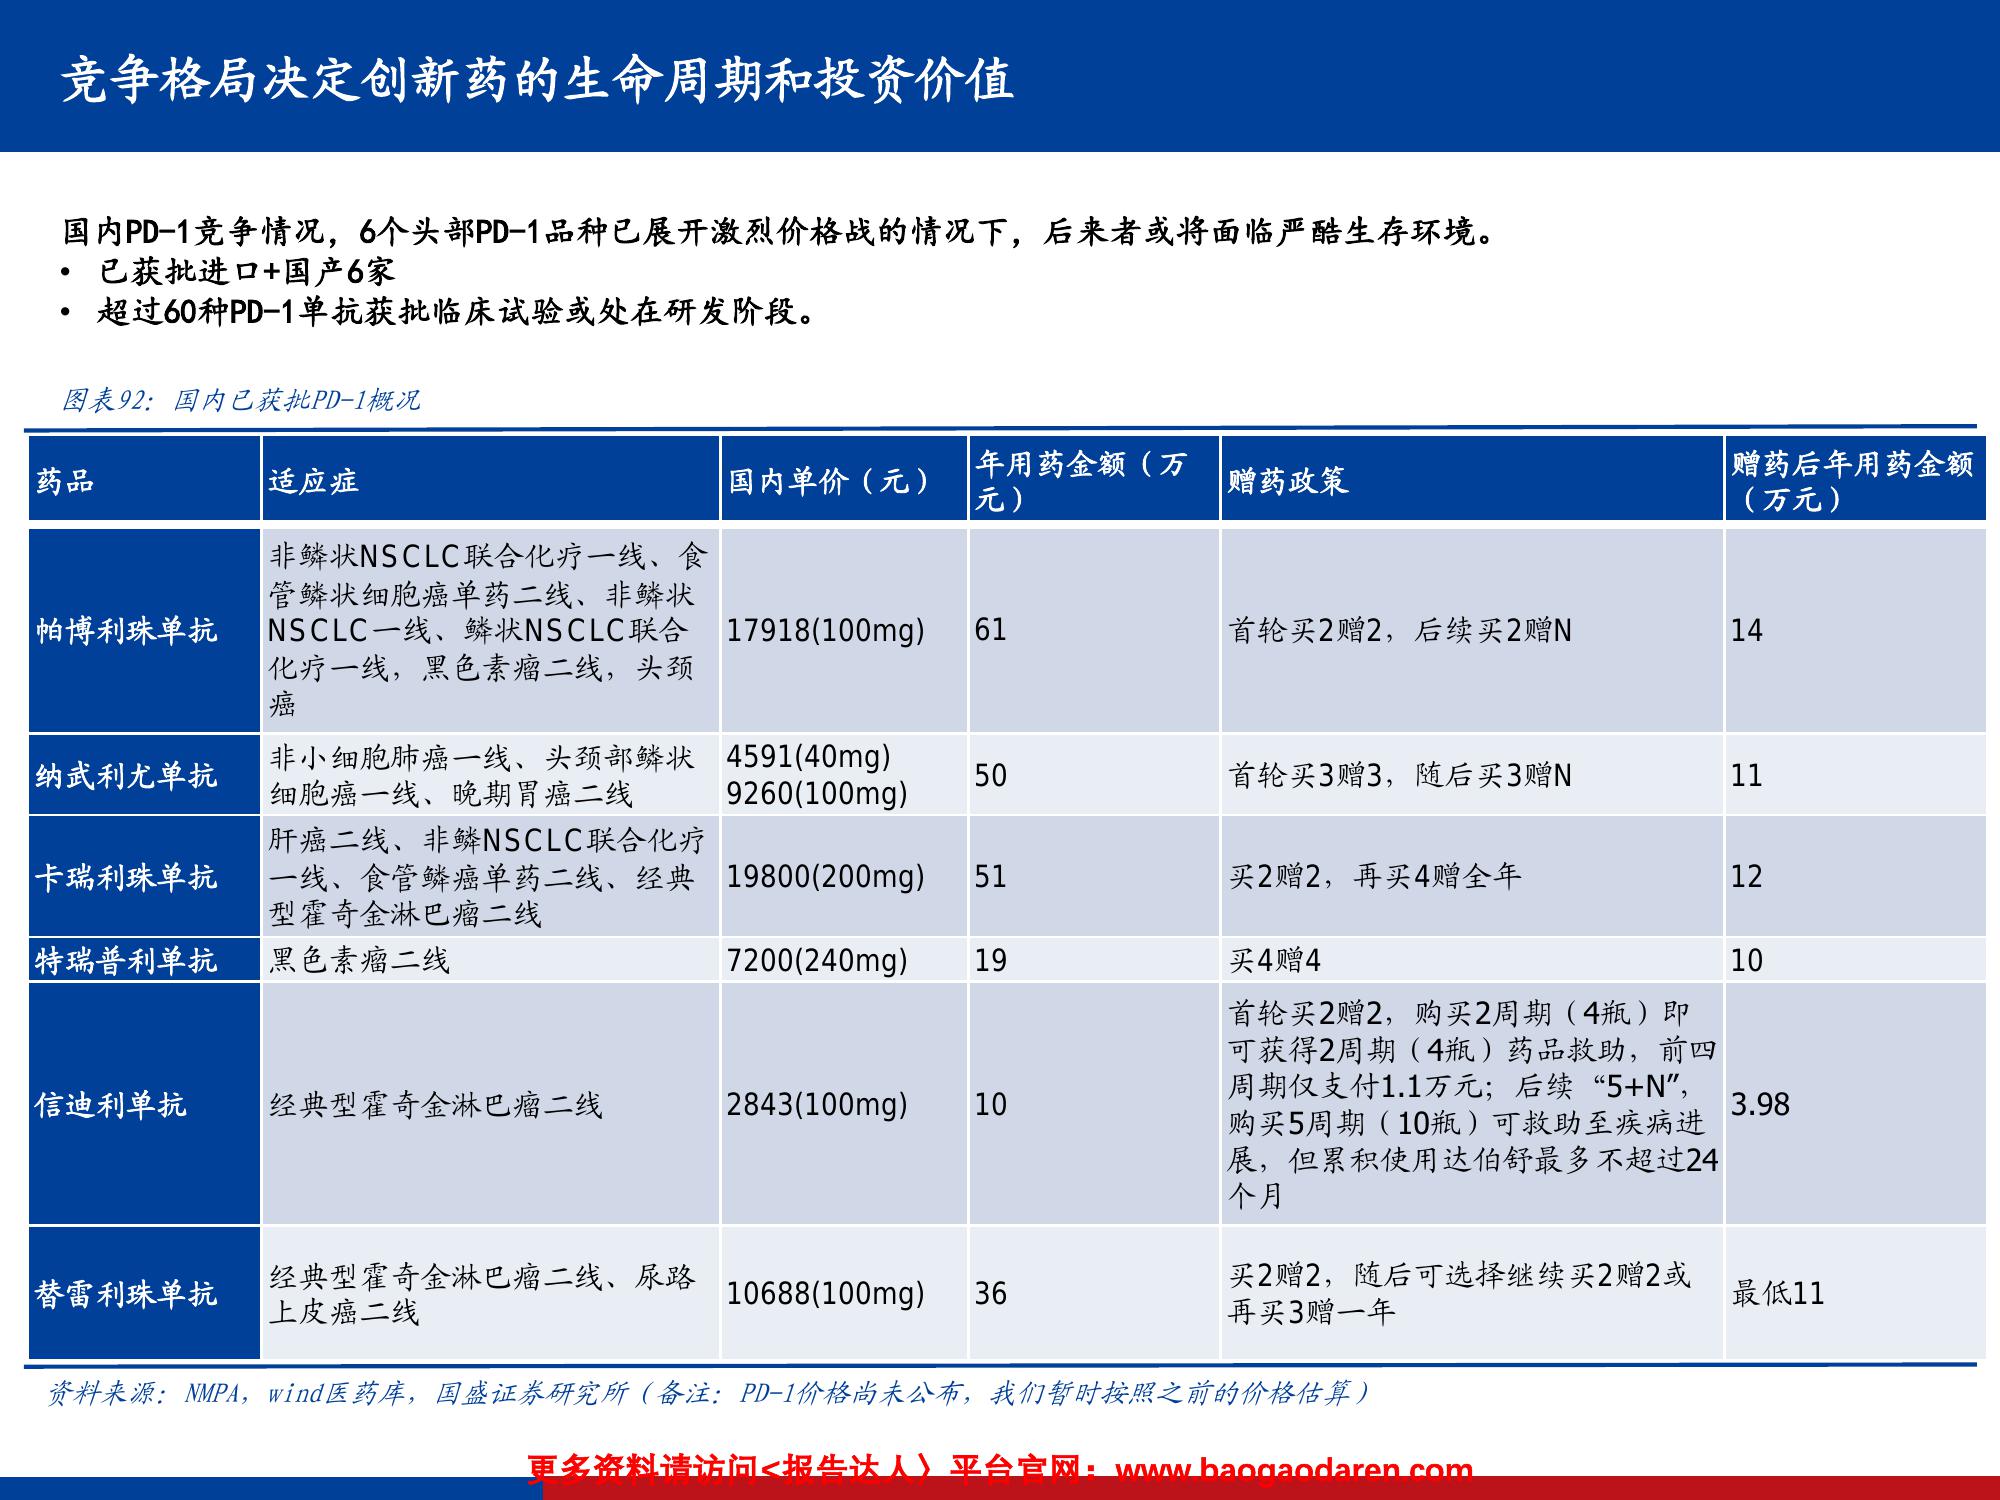 竞争格局决定创新药的生命周期和投资价值
国内PD-1竞争情况，6个头部PD-1品种已展开激烈价格战的情况下，后来者或将面临严酷生存环境。
• 已获批进口+国产6家
• 超过60种PD-1单抗获批临床试验或处在研发阶段。
图表92：国内已获批PD-1概况
药品
适应症
国内单价（元）
年用药金额（万
元）
赠药政策
赠药后年用药金额
（万元）
帕博利珠单抗
非鳞状NSCLC联合化疗一线、食
管鳞状细胞癌单药二线、非鳞状
NSCLC一线、鳞状NSCLC联合
化疗一线，黑色素瘤二线，头颈
癌
17918(100mg)
61
首轮买2赠2，后续买2赠N
14
纳武利尤单抗
非小细胞肺癌一线、头颈部鳞状
细胞癌一线、晚期胃癌二线
4591(40mg)
9260(100mg)
50
首轮买3赠3，随后买3赠N
11
卡瑞利珠单抗
肝癌二线、非鳞NSCLC联合化疗
一线、食管鳞癌单药二线、经典
型霍奇金淋巴瘤二线
19800(200mg)
51
买2赠2，再买4赠全年
12
特瑞普利单抗
黑色素瘤二线
7200(240mg)
19
买4赠4
10
信迪利单抗
经典型霍奇金淋巴瘤二线
2843(100mg)
10
首轮买2赠2，购买2周期（4瓶）即
可获得2周期（4瓶）药品救助，前四
周期仅支付1.1万元；后续“5+N”，
购买5周期（10瓶）可救助至疾病进
展，但累积使用达伯舒最多不超过24
个月
3.98
替雷利珠单抗
经典型霍奇金淋巴瘤二线、尿路
上皮癌二线
10688(100mg)
36
买2赠2，随后可选择继续买2赠2或
再买3赠一年
最低11
资料来源：NMPA，wind医药库，国盛证券研究所（备注：PD-1价格尚未公布，我们暂时按照之前的价格估算）
更多资料请访问<报告达人〉平台官网：www.baogaodaren.com